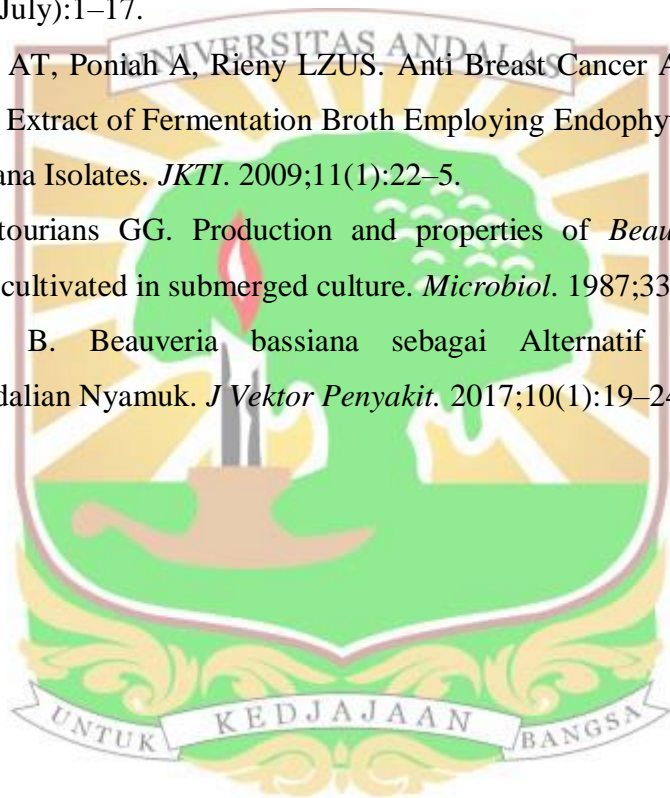 July):1–17.
UNIVERSITAS ANDALAS
AT, Poniah A, Rieny LZUS. Anti Breast Cancer A
Extract of Fermentation Broth Employing Endophy
ana Isolates. JKTI. 2009;11(1):22–5.
tourians GG. Production and properties of Beau
cultivated in submerged culture. Microbiol. 1987;33
B. Beauveria bassiana sebagai Alternatif
dalian Nyamuk. J Vektor Penyakit. 2017;10(1):19–24
UNTUK KEDJAJAAN BANGSA